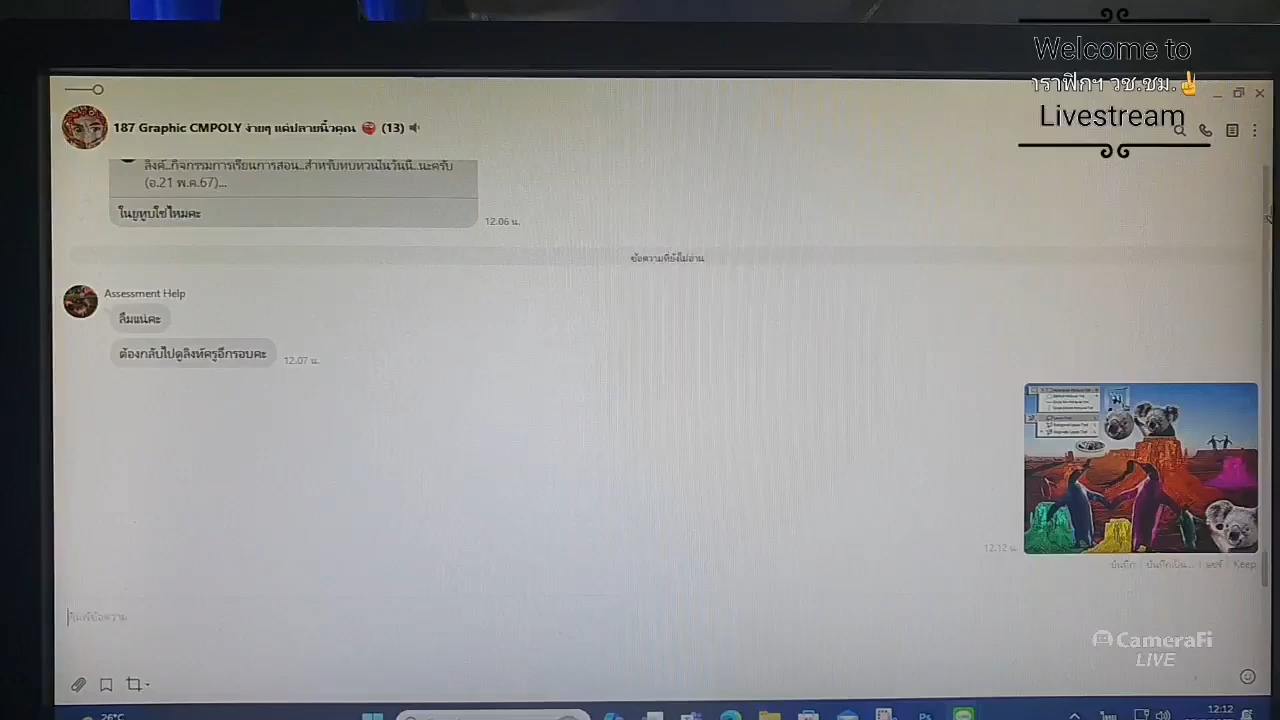 Welcome to
าราฟิกฯ วช.ชม.✌
Livestream
187 Graphic CMPOLY ง่ายๆ แค่ปลายนิ้วคุณ (13)
ลิงค์..กิจกรรมการเรียนการสอน..สำหรับทบทวนในวันนี้..นะครับ
(อ.21 พ.ค.67)...
ในยูทูบใช่ไหมคะ
12.06 น.
ข้อความที่ยังไม่อ่าน
Assessment Help
ลืมแน่คะ
ต้องกลับไปดูลิงท์ครูอีกรอบคะ
12.07 น.
12.12 น.
บันทึก | บันทึกเป็น... | แชร์ | Keep
พิมพ์ข้อความ
CameraFi
LIVE
26°C
12:12